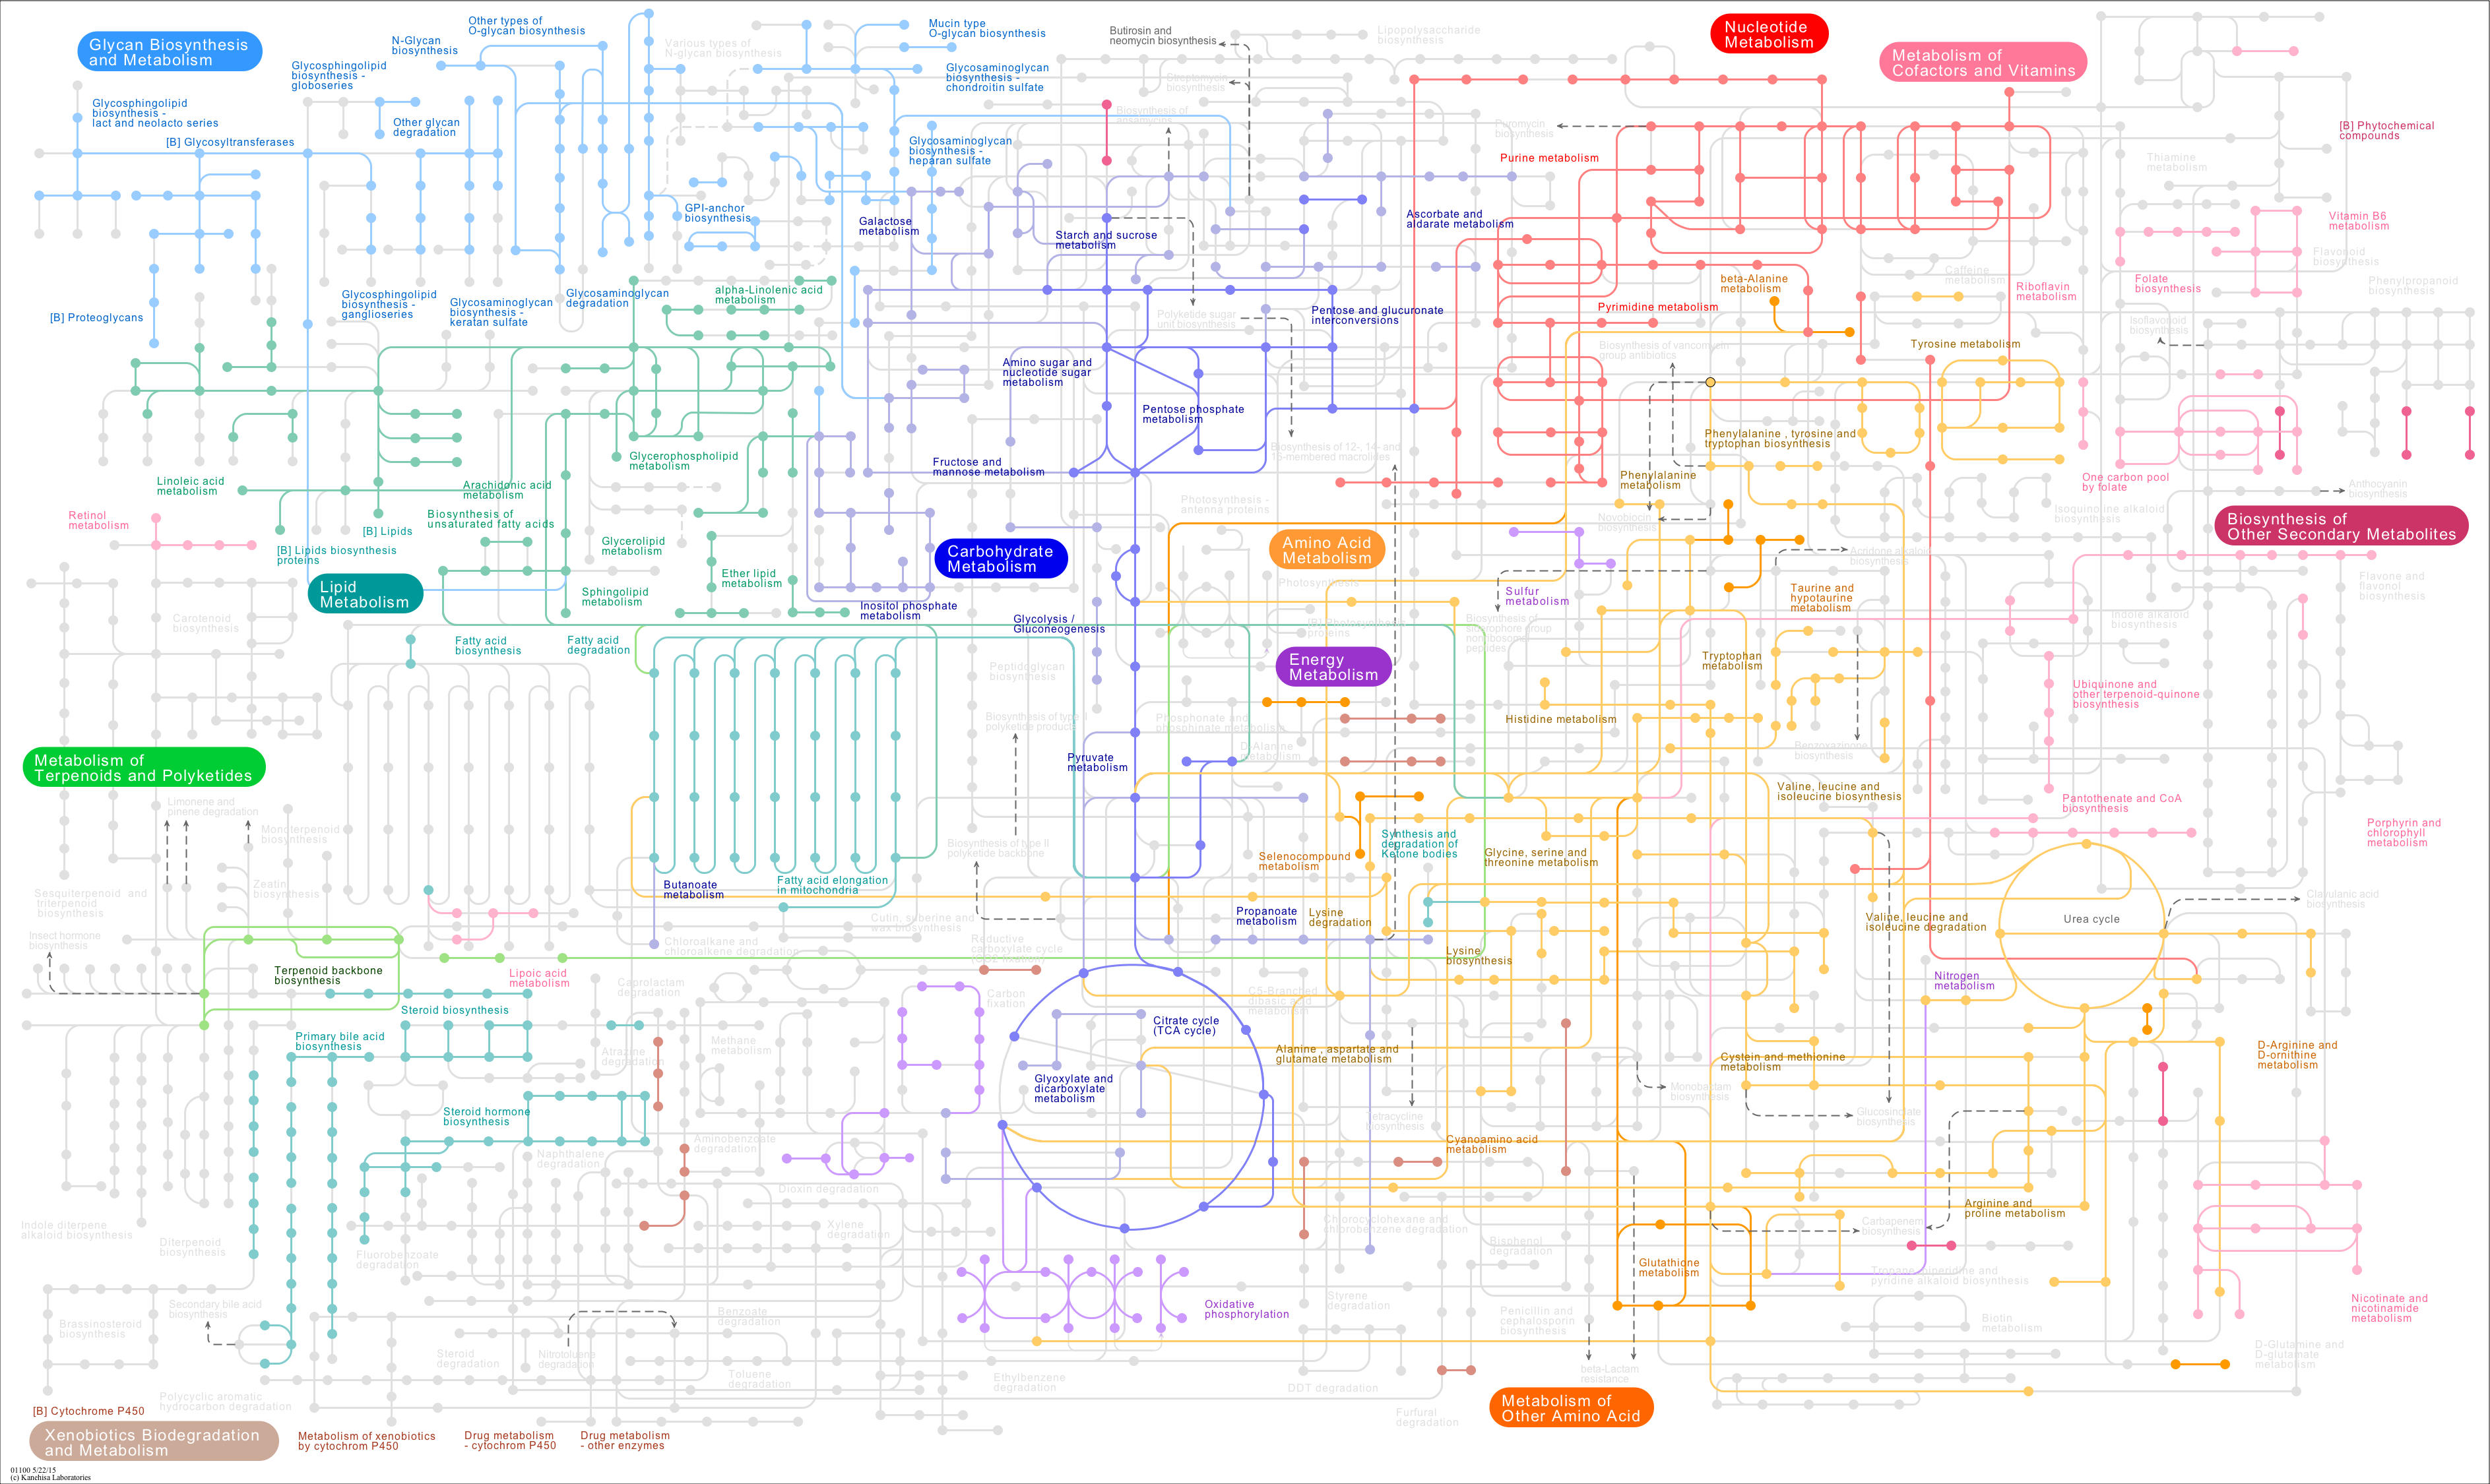 Glycan Biosynthesis
and Metabolism
Other types of
O-glycan biosynthesis
N-Glycan
biosynthesis
Various types of
N-glycan biosynthesis
Mucin type
O-glycan biosynthesis
Butirosin and
neomycin biosynthesis
Lipopolysaccharide
biosynthesis
Nucleotide
Metabolism
Metabolism of
Cofactors and Vitamins
Glycosphingolipid
biosynthesis -
globoseries
Glycosaminoglycan
biosynthesis -
chondroitin sulfate
Streptomycin
biosynthesis
Glycosphingolipid
biosynthesis -
lact and neolacto series
Other glycan
degradation
Biosynthesis of
ansamycins
Puromycin
biosynthesis
[B] Phytochemical
compounds
[B] Glycosyltransferases
Glycosaminoglycan
biosynthesis -
heparan sulfate
Purine metabolism
Thiamine
metabolism
GPI-anchor
biosynthesis
Galactose
metabolism
Starch and sucrose
metabolism
Ascorbate and
aldarate metabolism
Vitamin B6
metabolism
Flavonoid
biosynthesis
[B] Proteoglycans
Glycosphingolipid
biosynthesis -
ganglioseries
Glycosaminoglycan
biosynthesis -
keratan sulfate
Glycosaminoglycan
degradation
alpha-Linolenic acid
metabolism
Polyketide sugar
unit biosynthesis
Pentose and glucuronate
interconversions
Pyrimidine metabolism
beta-Alanine
metabolism
Caffeine
metabolism
Riboflavin
metabolism
Folate
biosynthesis
Phenylpropanoid
biosynthesis
Isoflavonoid
biosynthesis
Amino sugar and
nucleotide sugar
metabolism
Biosynthesis of vancomycin
group antibiotics
Tyrosine metabolism
Pentose phosphate
metabolism
Phenylalanine , tyrosine and
tryptophan biosynthesis
Biosynthesis of 12-, 14- and
16-membered macrolides
Linoleic acid
metabolism
Arachidonic acid
metabolism
Glycerophospholipid
metabolism
Fructose and
mannose metabolism
Phenylalanine
metabolism
One carbon pool
by folate
Anthocyanin
biosynthesis
Retinol
metabolism
[B] Lipids
Biosynthesis of
unsaturated fatty acids
Photosynthesis -
antenna proteins
Novobiocin
biosynthesis
Isoquinoline alkaloid
biosynthesis
Biosynthesis of
Other Secondary Metabolites
[B] Lipids biosynthesis
proteins
Glycerolipid
metabolism
Carbohydrate
Metabolism
Amino Acid
Metabolism
Acridone alkaloid
biosynthesis
Lipid
Metabolism
Sphingolipid
metabolism
Ether lipid
metabolism
Inositol phosphate
metabolism
Photosynthesis
Sulfur
metabolism
Taurine and
hypotaurine
metabolism
Flavone and
flavonol
biosynthesis
Carotenoid
biosynthesis
Glycolysis /
Gluconeogenesis
[B] Photosynthesis
proteins
Biosynthesis of
siderophore group
nonribosomal
peptides
Indole alkaloid
biosynthesis
Fatty acid
biosynthesis
Fatty acid
degradation
Peptidoglycan
biosynthesis
Energy
Metabolism
Tryptophan
metabolism
Ubiquinone and
other terpenoid-quinone
biosynthesis
Biosynthesis of type I
polyketide products
Phosphonate and
phosphinate metabolism
Histidine metabolism
Metabolism of
Terpenoids and Polyketides
Pyruvate
metabolism
D-Alanine
metabolism
Benzoxazinone
biosynthesis
Limonene and
pinene degradation
Monoterpenoid
biosynthesis
Valine, leucine and
isoleucine biosynthesis
Pantothenate and CoA
biosynthesis
Biosynthesis of type II
polyketide backbone
Synthesis and
degradation of
Ketone bodies
Selenocompound
metabolism
Glycine, serine and
threonine metabolism
Porphyrin and
chlorophyll
metabolism
Sesquiterpenoid and
triterpenoid
biosynthesis
Zeatin
biosynthesis
Butanoate
metabolism
Fatty acid elongation
in mitochondria
Clavulanic acid
biosynthesis
Insect hormone
biosynthesis
Chloroalkane and
chloroalkene degradation
Cutin, suberine and
wax biosynthesis
Reductive
carboxylate cycle
(CO2 fixation)
Propanoate
metabolism
Lysine
degradation
Lysine
biosynthesis
Valine, leucine and
isoleucine degradation
Urea cycle
Terpenoid backbone
biosynthesis
Lipoic acid
metabolism
Caprolactam
degradation
Carbon
fixation
C5-Branched
dibasic acid
metabolism
Nitrogen
metabolism
Steroid biosynthesis
Primary bile acid
biosynthesis
Atrazine
degradation
Methane
metabolism
Citrate cycle
(TCA cycle)
Alanine , aspartate and
glutamate metabolism
Cystein and methionine
metabolism
D-Arginine and
D-ornithine
metabolism
Glyoxylate and
dicarboxylate
metabolism
Monobactam
biosynthesis
Steroid hormone
biosynthesis
Tetracycline
biosynthesis
Glucosinolate
biosynthesis
Naphthalene
degradation
Aminobenzoate
degradation
Cyanoamino acid
metabolism
Dioxin degradation
Indole diterpene
alkaloid biosynthesis
Diterpenoid
biosynthesis
Fluorobenzoate
degradation
Xylene
degradation
Chlorocyclohexane and
chlorobenzene degradation
Bisphenol
degradation
Arginine and
proline metabolism
Carbapenem
biosynthesis
Glutathione
metabolism
Tropane, piperidine and
pyridine alkaloid biosynthesis
Secondary bile acid
biosynthesis
Brassinosteroid
biosynthesis
Benzoate
degradation
Oxidative
phosphorylation
Styrene
degradation
Penicillin and
cephalosporin
biosynthesis
Biotin
metabolism
Nicotinate and
nicotinamide
metabolism
Steroid
degradation
Nitrotoluene
degradation
Toluene
degradation
Ethylbenzene
degradation
DDT degradation
beta-Lactam
resistance
D-Glutamine and
D-glutamate
metabolism
Polycyclic aromatic
hydrocarbon degradation
Furfural
degradation
Metabolism of
Other Amino Acid
[B] Cytochrome P450
Xenobiotics Biodegradation
and Metabolism
Metabolism of xenobiotics
by cytochrom P450
Drug metabolism
- cytochrom P450
Drug metabolism
- other enzymes
01100 5/22/15
(c) Kanehisa Laboratories